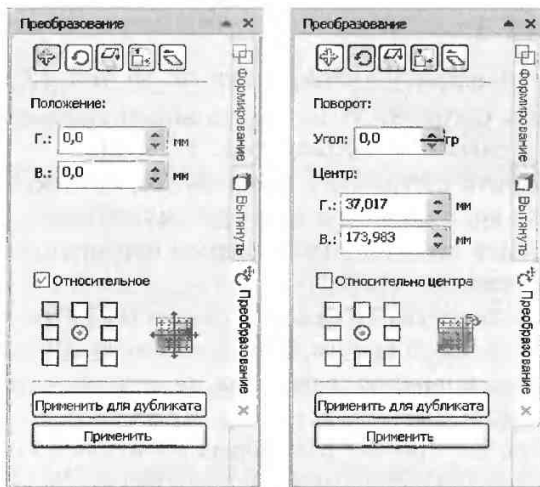 Преобразование
Положение:
Г.: 0,0 мм
В.: 0,0 мм
Относительное
Применить для дубликата
Применить
Формирование
Вытянуть
Преобразование
Преобразование
Поворот:
Угол: 0,0 гр
Центр:
Г.: 37,017 мм
В.: 173,983 мм
Относительно центра
Применить для дубликата
Применить
Формирование
Вытянуть
Преобразование